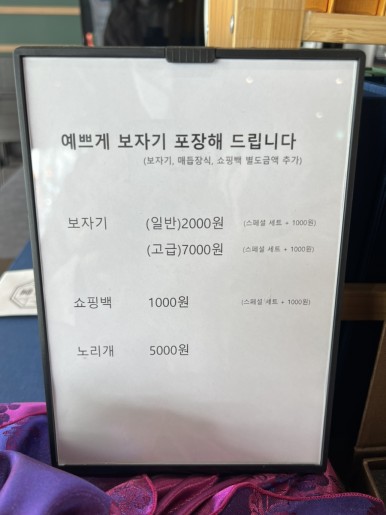 예쁘게 보자기 포장해 드립니다
(보자기, 매듭장식, 쇼핑백 별도금액 추가)
보자기 (일반)2000원 (스페셜 세트 + 1000원)
(고급)7000원 (스페셜 세트 + 1000원)
쇼핑백 1000원 (스페셜 세트 + 1000원)
노리개 5000원